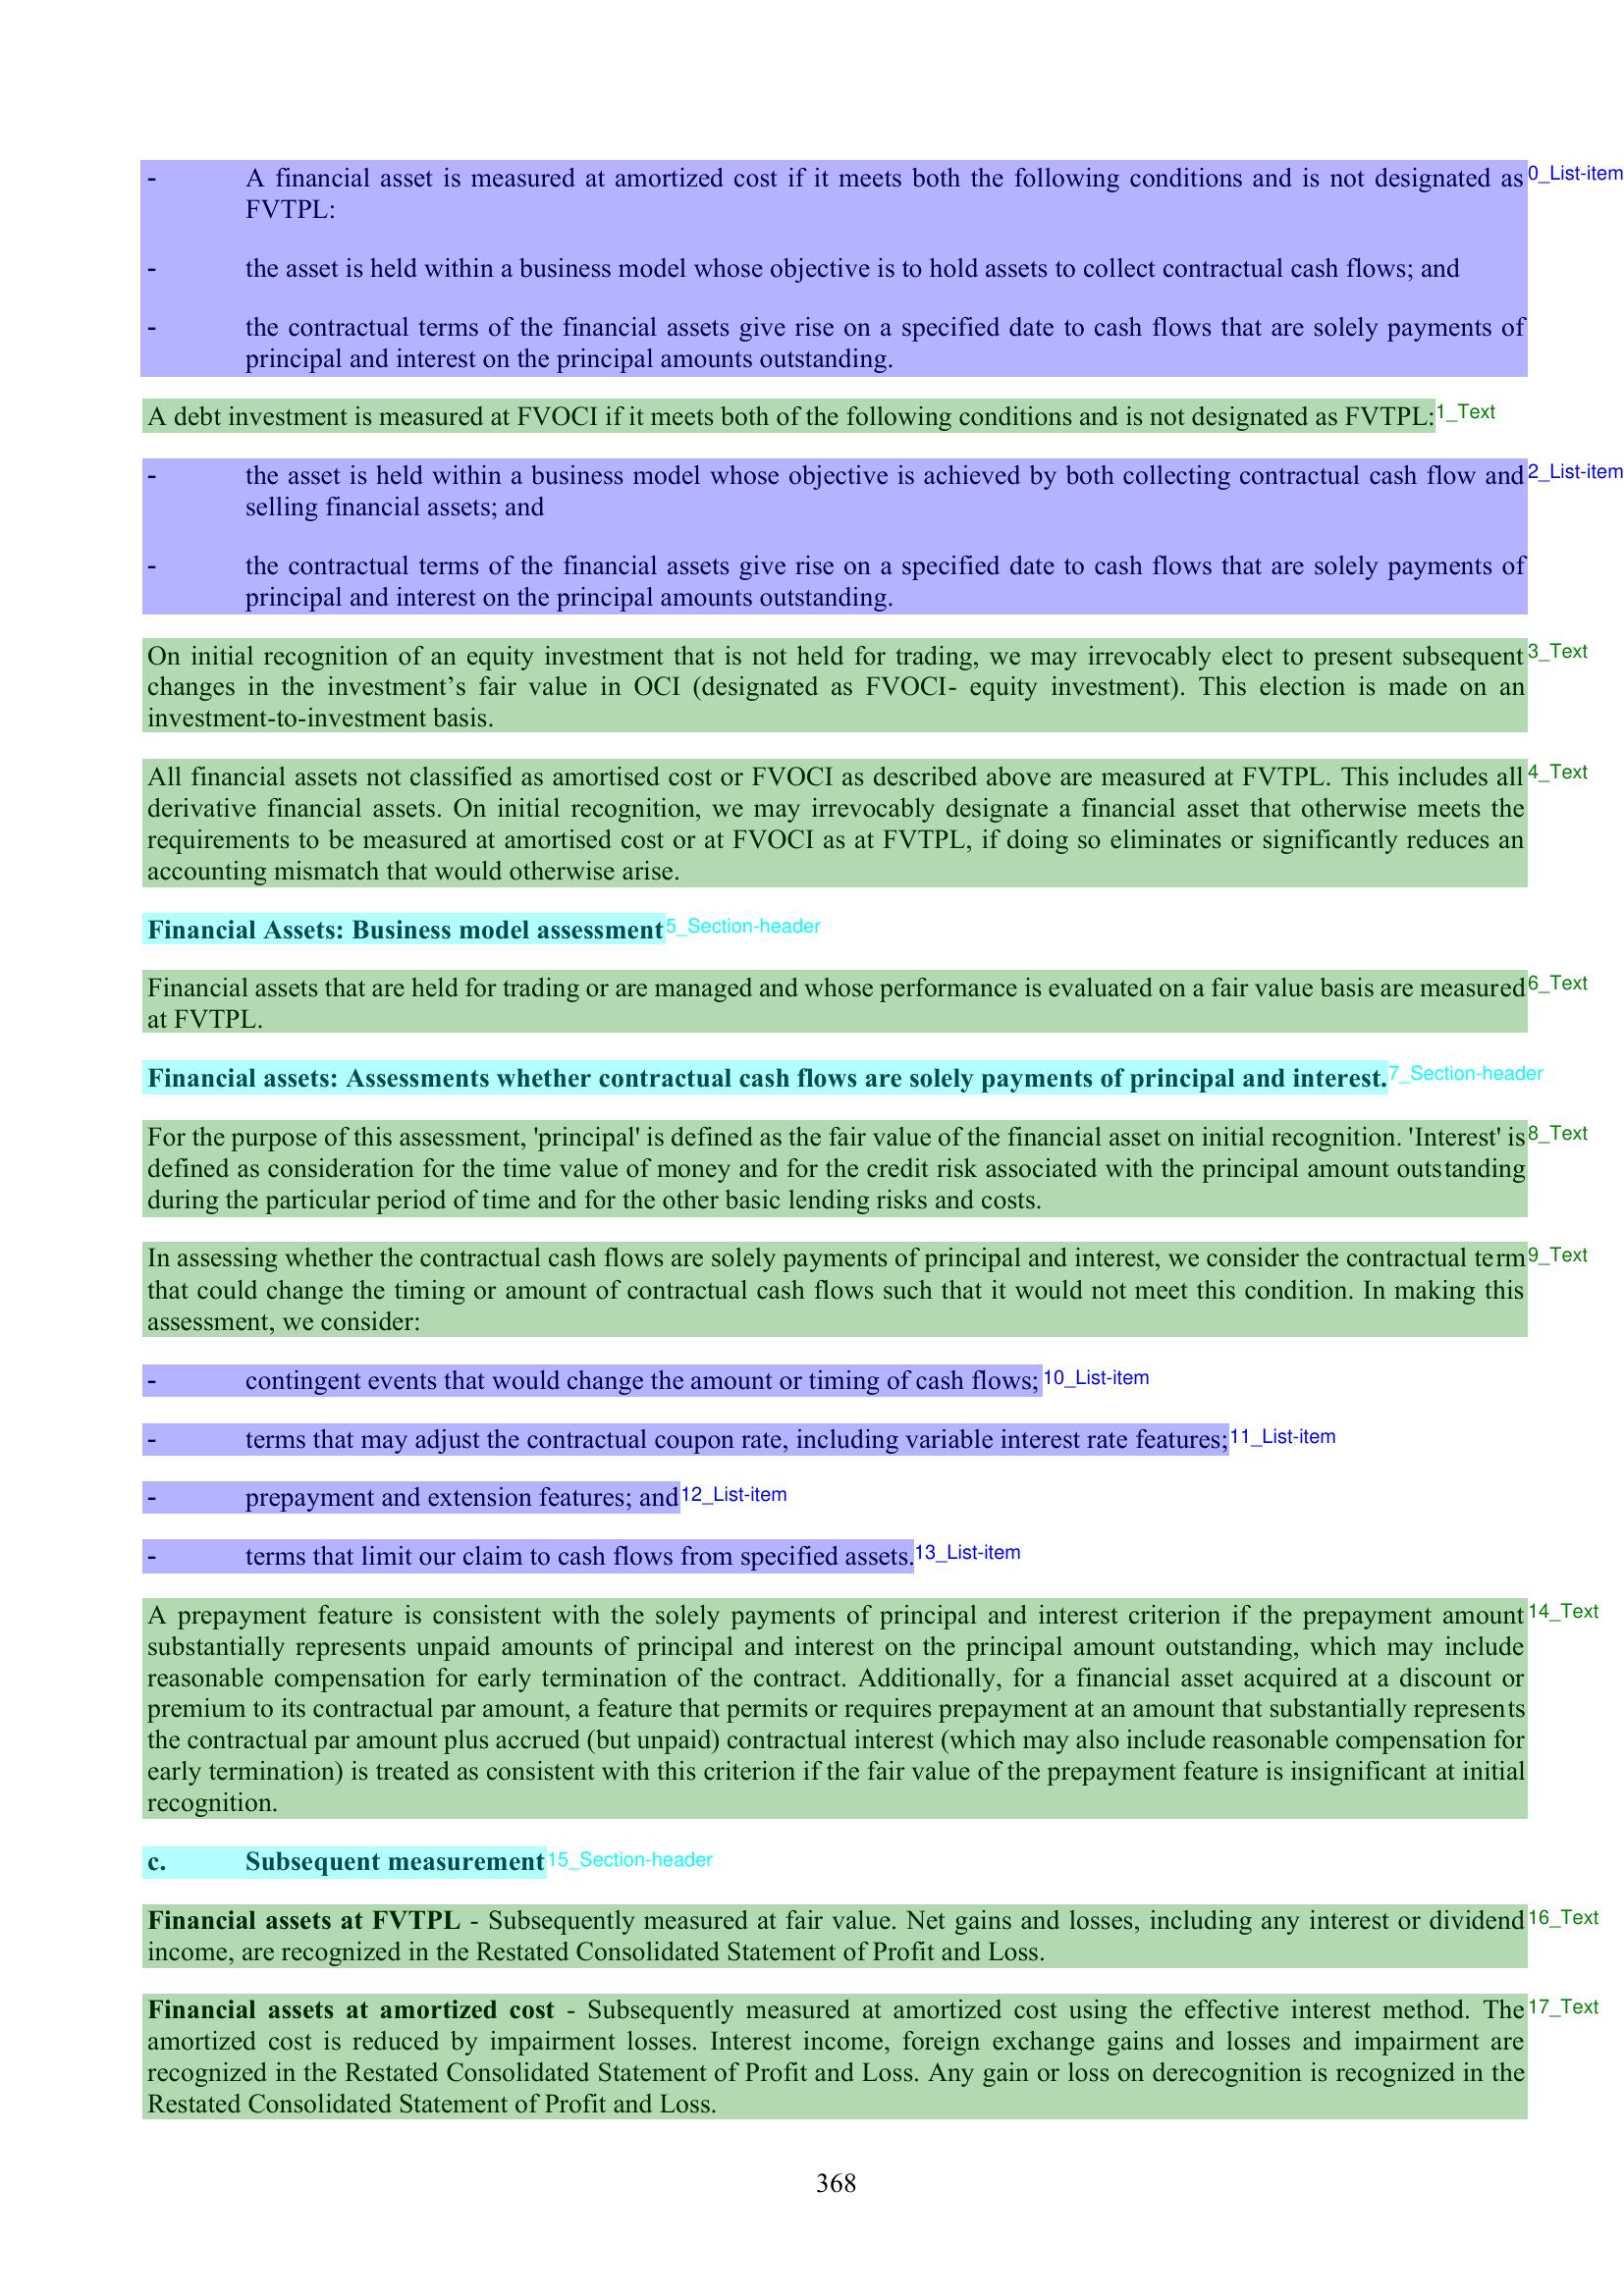 - A financial asset is measured at amortized cost if it meets both the following conditions and is not designated as 0_List-item
FVTPL:
- the asset is held within a business model whose objective is to hold assets to collect contractual cash flows; and
- the contractual terms of the financial assets give rise on a specified date to cash flows that are solely payments of
principal and interest on the principal amounts outstanding.
A debt investment is measured at FVOCI if it meets both of the following conditions and is not designated as FVTPL: 1_Text
- the asset is held within a business model whose objective is achieved by both collecting contractual cash flow and 2_List-item
selling financial assets; and
- the contractual terms of the financial assets give rise on a specified date to cash flows that are solely payments of
principal and interest on the principal amounts outstanding.
On initial recognition of an equity investment that is not held for trading, we may irrevocably elect to present subsequent 3_Text
changes in the investment’s fair value in OCI (designated as FVOCI- equity investment). This election is made on an
investment-to-investment basis.
All financial assets not classified as amortised cost or FVOCI as described above are measured at FVTPL. This includes all 4_Text
derivative financial assets. On initial recognition, we may irrevocably designate a financial asset that otherwise meets the
requirements to be measured at amortised cost or at FVOCI as at FVTPL, if doing so eliminates or significantly reduces an
accounting mismatch that would otherwise arise.
Financial Assets: Business model assessment 5_Section-header
Financial assets that are held for trading or are managed and whose performance is evaluated on a fair value basis are measured 6_Text
at FVTPL.
Financial assets: Assessments whether contractual cash flows are solely payments of principal and interest. 7_Section-header
For the purpose of this assessment, 'principal' is defined as the fair value of the financial asset on initial recognition. 'Interest' is 8_Text
defined as consideration for the time value of money and for the credit risk associated with the principal amount outstanding
during the particular period of time and for the other basic lending risks and costs.
In assessing whether the contractual cash flows are solely payments of principal and interest, we consider the contractual term 9_Text
that could change the timing or amount of contractual cash flows such that it would not meet this condition. In making this
assessment, we consider:
- contingent events that would change the amount or timing of cash flows; 10_List-item
- terms that may adjust the contractual coupon rate, including variable interest rate features; 11_List-item
- prepayment and extension features; and 12_List-item
- terms that limit our claim to cash flows from specified assets. 13_List-item
A prepayment feature is consistent with the solely payments of principal and interest criterion if the prepayment amount 14_Text
substantially represents unpaid amounts of principal and interest on the principal amount outstanding, which may include
reasonable compensation for early termination of the contract. Additionally, for a financial asset acquired at a discount or
premium to its contractual par amount, a feature that permits or requires prepayment at an amount that substantially represents
the contractual par amount plus accrued (but unpaid) contractual interest (which may also include reasonable compensation for
early termination) is treated as consistent with this criterion if the fair value of the prepayment feature is insignificant at initial
recognition.
c. Subsequent measurement 15_Section-header
Financial assets at FVTPL - Subsequently measured at fair value. Net gains and losses, including any interest or dividend 16_Text
income, are recognized in the Restated Consolidated Statement of Profit and Loss.
Financial assets at amortized cost - Subsequently measured at amortized cost using the effective interest method. The 17_Text
amortized cost is reduced by impairment losses. Interest income, foreign exchange gains and losses and impairment are
recognized in the Restated Consolidated Statement of Profit and Loss. Any gain or loss on derecognition is recognized in the
Restated Consolidated Statement of Profit and Loss.
368